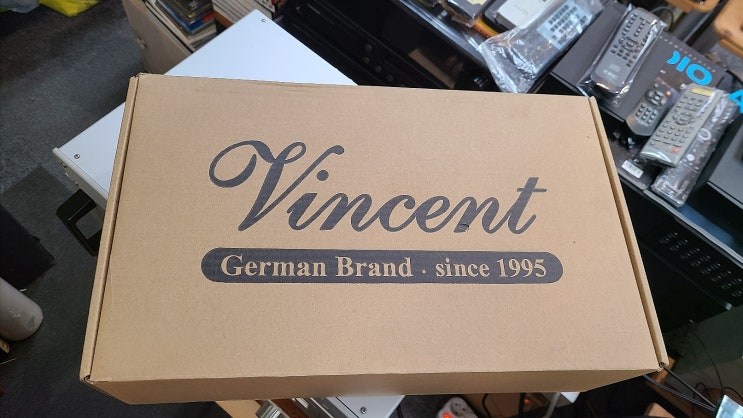 Vincent
German Brand · since 1995